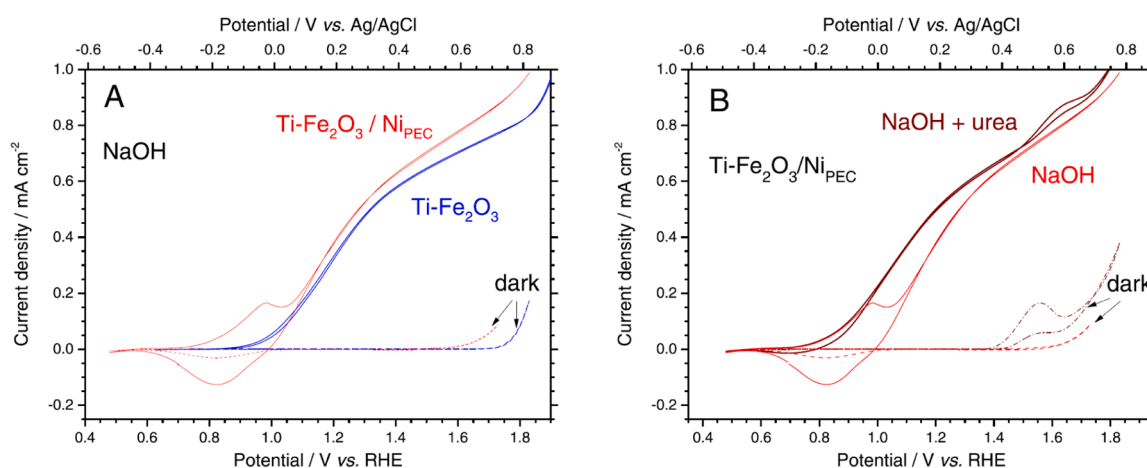 Potential / V vs. Ag/AgCl
-0.6 -0.4 -0.2 0.0 0.2 0.4 0.6 0.8
A
NaOH
Ti-Fe2O3 / NiPEC
Ti-Fe2O3
dark
Current density / mA cm-2
1.0
0.8
0.6
0.4
0.2
0.0
-0.2
0.4 0.6 0.8 1.0 1.2 1.4 1.6 1.8
Potential / V vs. RHE
Potential / V vs. Ag/AgCl
-0.4 -0.2 0.0 0.2 0.4 0.6 0.8
B
NaOH + urea
Ti-Fe2O3/NiPEC
NaOH
dark
Current density / mA cm-2
1.0
0.8
0.6
0.4
0.2
0.0
-0.2
0.4 0.6 0.8 1.0 1.2 1.4 1.6 1.8
Potential / V vs. RHE